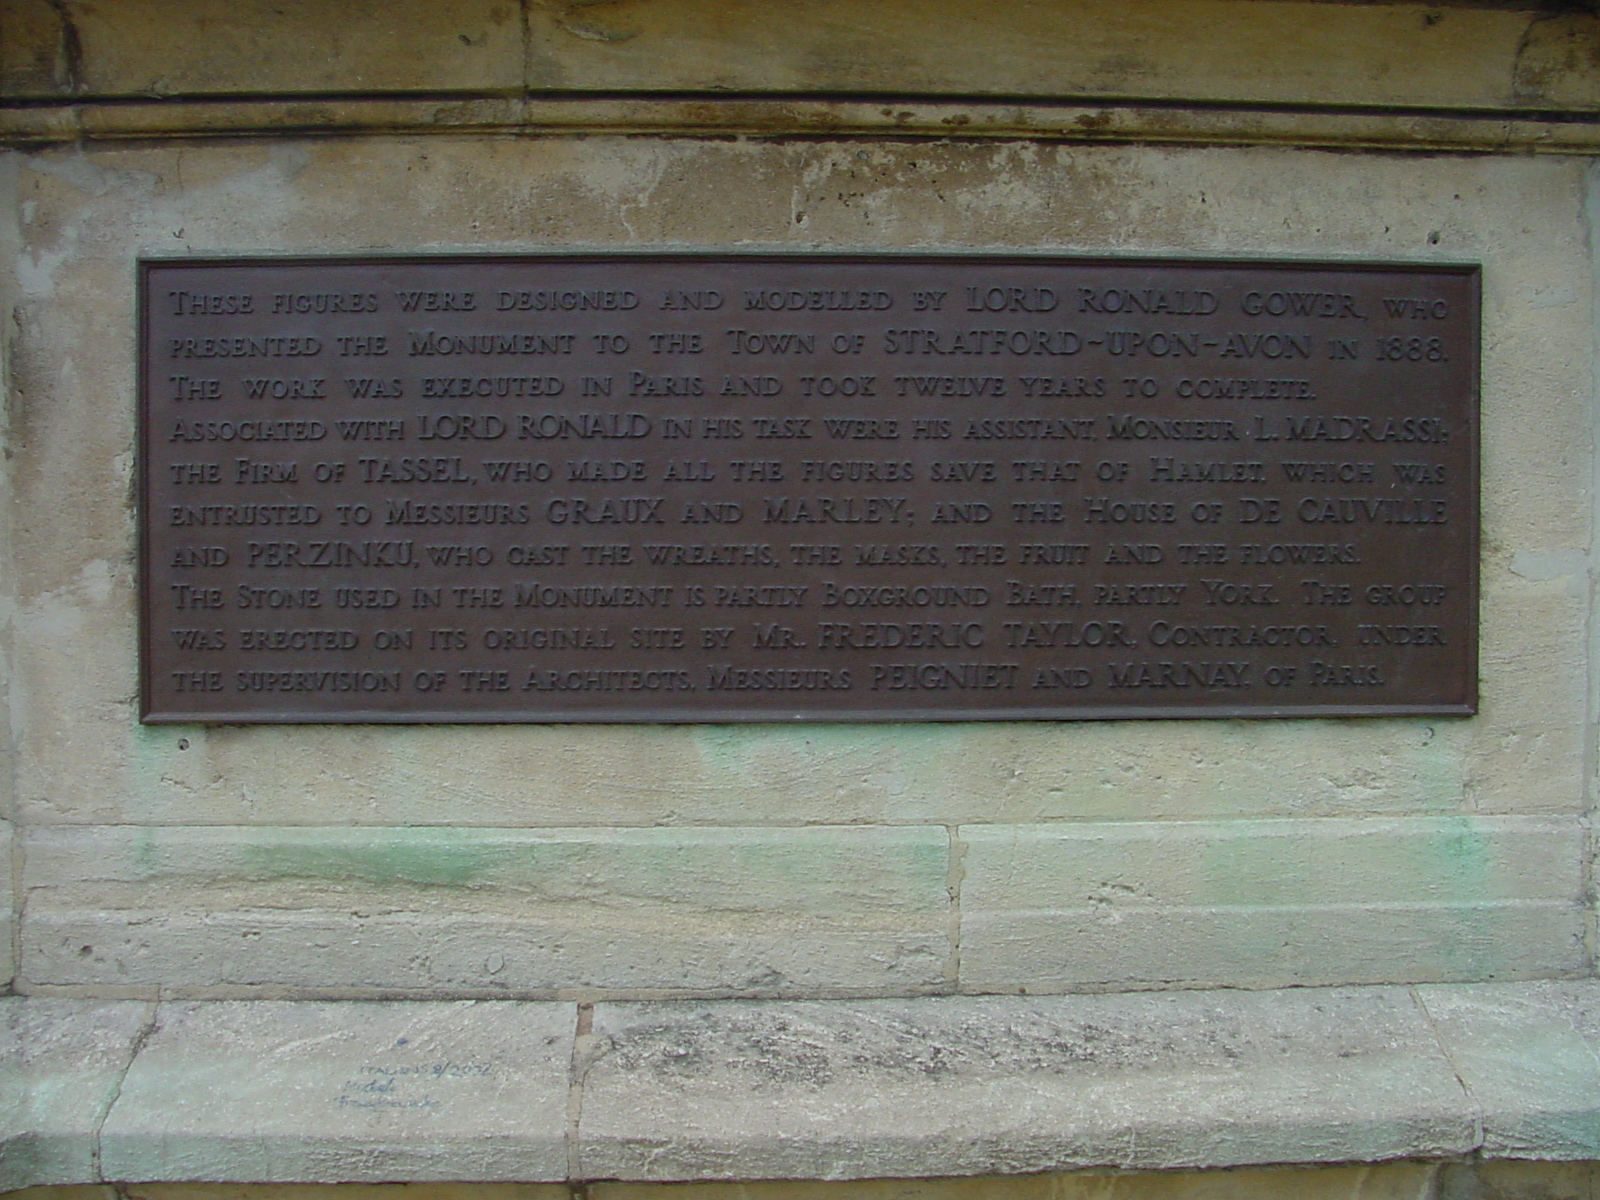 THESE FIGURES WERE DESIGNED AND MODELLED BY LORD RONALD GOWER, WHO
PRESENTED THE MONUMENT TO THE TOWN OF STRATFORD~UPON~AVON IN 1888.
THE WORK WAS EXECUTED IN PARIS AND TOOK TWELVE YEARS TO COMPLETE.
ASSOCIATED WITH LORD RONALD IN HIS TASK WERE HIS ASSISTANT, MONSIEUR L. MADRASSI;
THE FIRM OF TASSEL, WHO MADE ALL THE FIGURES SAVE THAT OF HAMLET, WHICH WAS
ENTRUSTED TO MESSIEURS GRAUX AND MARLEY; AND THE HOUSE OF DE CAUVILLE
AND PERZINKU, WHO CAST THE WREATHS, THE MASKS, THE FRUIT AND THE FLOWERS.
THE STONE USED IN THE MONUMENT IS PARTLY BOXGROUND BATH, PARTLY YORK. THE GROUP
WAS ERECTED ON ITS ORIGINAL SITE BY MR. FREDERIC TAYLOR, CONTRACTOR, UNDER
THE SUPERVISION OF THE ARCHITECTS, MESSIEURS PEIGNIET AND MARNAY, OF PARIS.